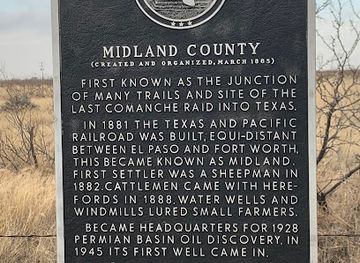 MIDLAND COUNTY
(CREATED AND ORGANIZED, MARCH 1885)
FIRST KNOWN AS THE JUNCTION
OF MANY TRAILS AND SITE OF THE
LAST COMANCHE RAID INTO TEXAS.
IN 1881 THE TEXAS AND PACIFIC
RAILROAD WAS BUILT, EQUI-DISTANT
BETWEEN EL PASO AND FORT WORTH,
THIS BECAME KNOWN AS MIDLAND.
FIRST SETTLER WAS A SHEEPMAN IN
1882. CATTLEMEN CAME WITH HERE-
FORDS IN 1888. WATER WELLS AND
WINDMILLS LURED SMALL FARMERS.
BECAME HEADQUARTERS FOR 1928
PERMIAN BASIN OIL DISCOVERY. IN
1945 ITS FIRST WELL CAME IN.